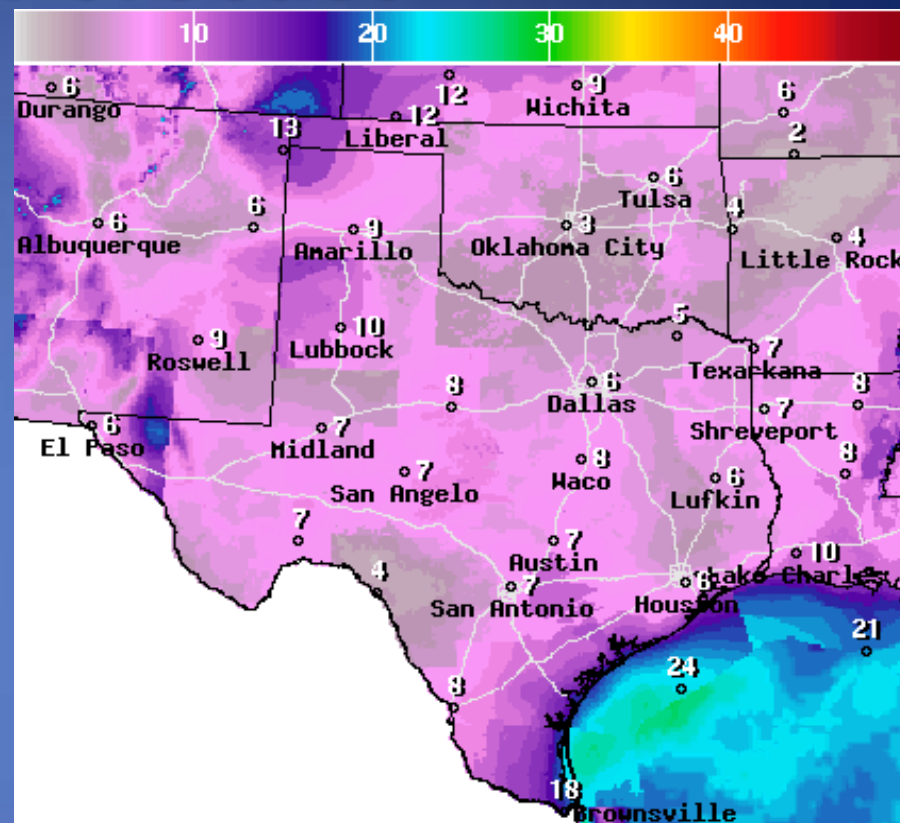 10 20 30 40
6
Durango
12
12
Liberal
9
Wichita
6
2
13
6
Tulsa
6
Albuquerque
6
9
Amarillo
Oklahoma City
4
4
Little Rock
9
Roswell
10
Lubbock
5
7
Texarkana
6
Dallas
8
7
Shreveport
8
6
El Paso
7
Midland
7
San Angelo
8
Waco
6
Lufkin
8
7
7
Austin
10
Lake Charles
4
7
San Antonio
Houston
21
24
8
18
Brownsville